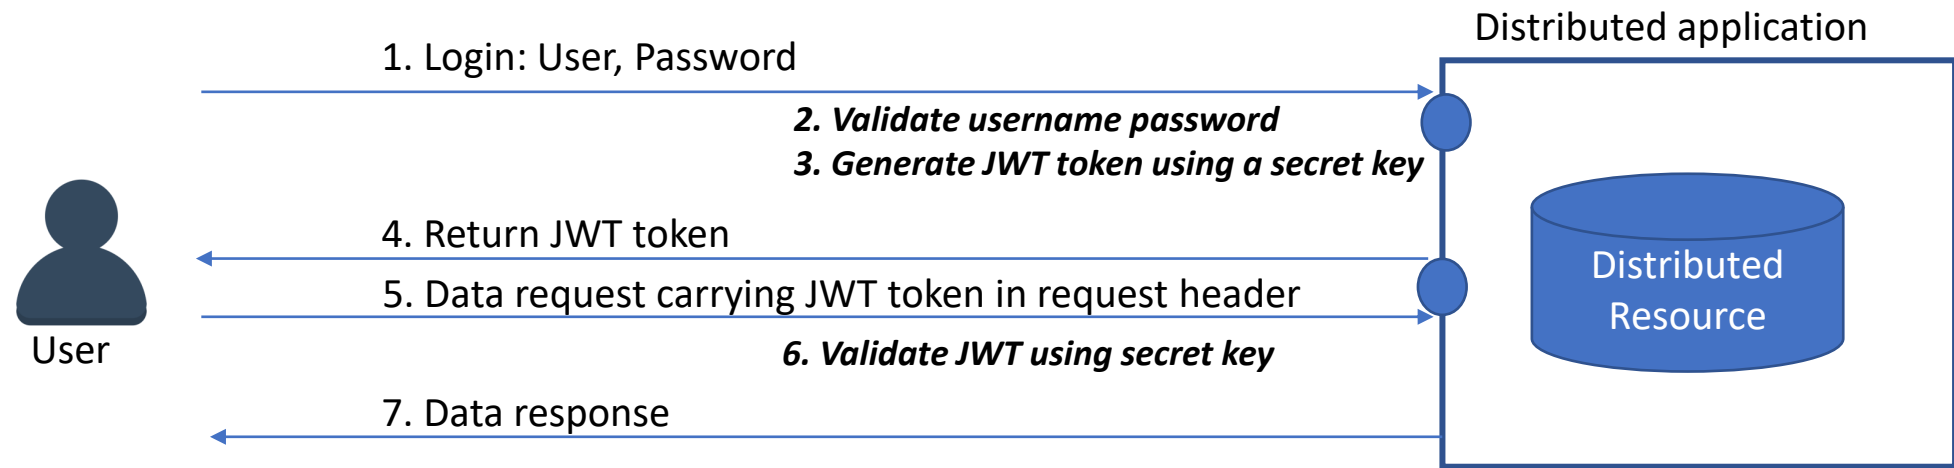 Distributed application
1. Login: User, Password
2. Validate username password
3. Generate JWT token using a secret key
4. Return JWT token
5. Data request carrying JWT token in request header
Distributed
Resource
User
6. Validate JWT using secret key
7. Data response